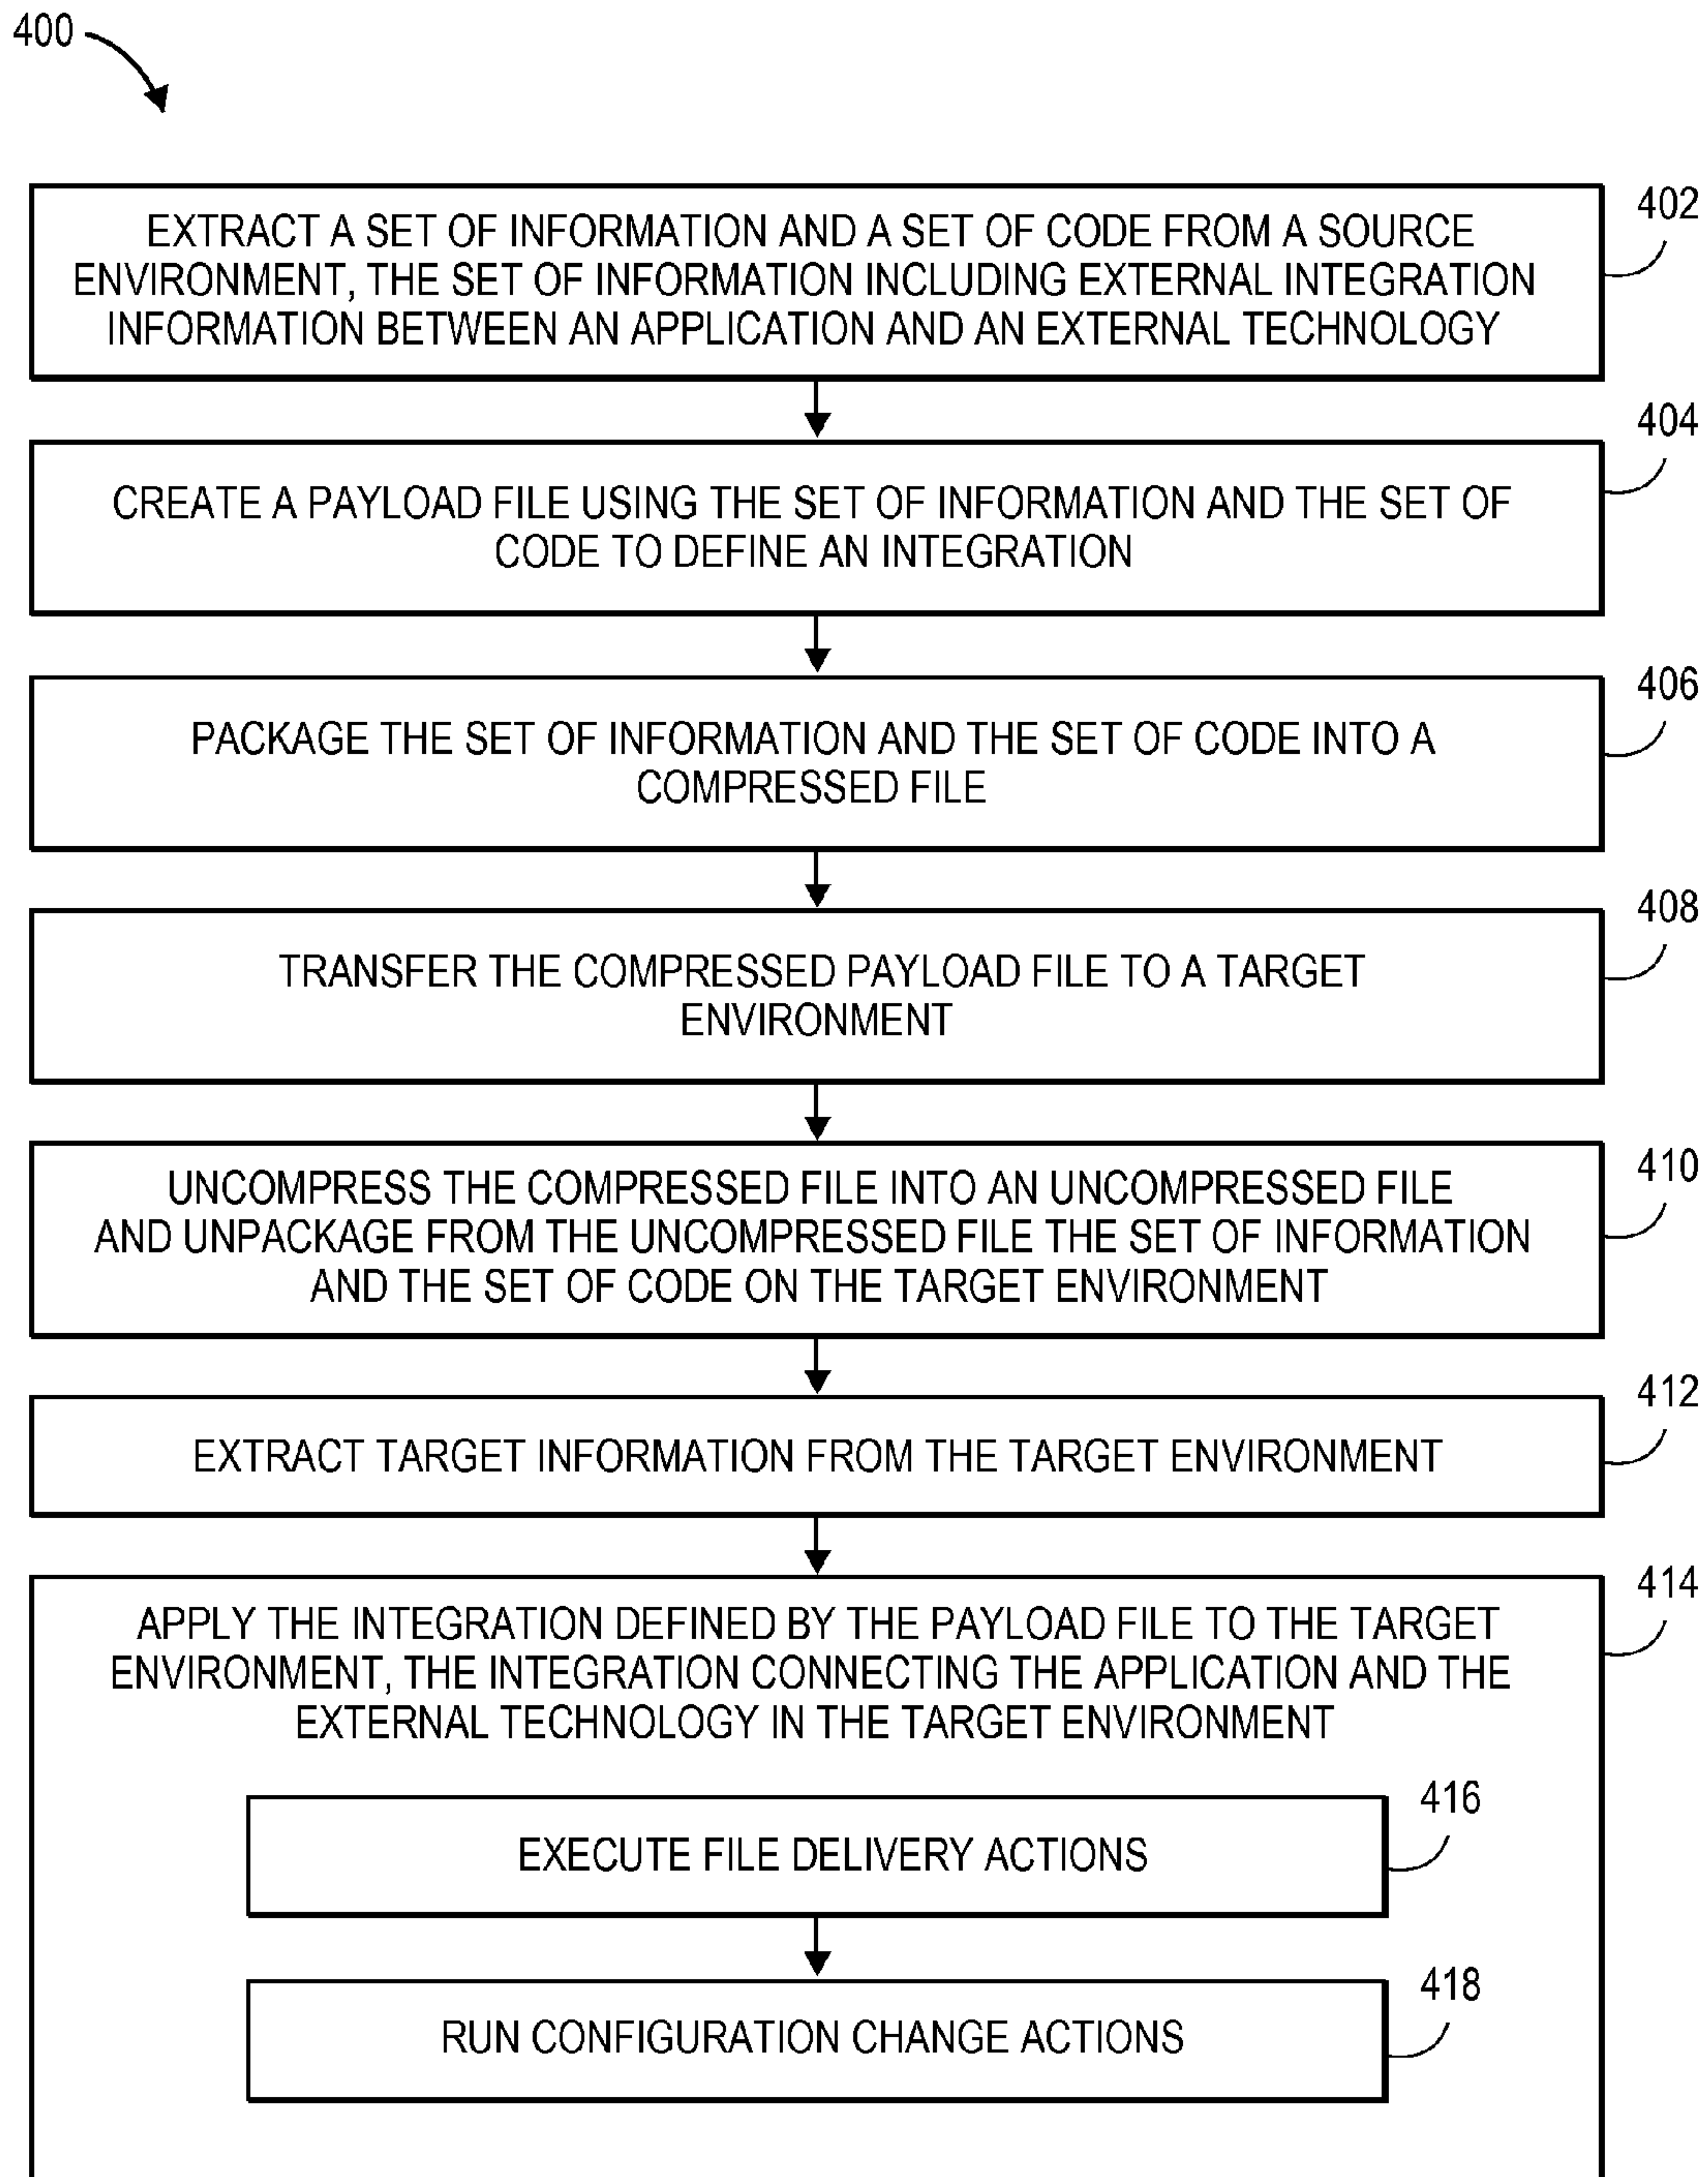 400
402
EXTRACT A SET OF INFORMATION AND A SET OF CODE FROM A SOURCE
ENVIRONMENT, THE SET OF INFORMATION INCLUDING EXTERNAL INTEGRATION
INFORMATION BETWEEN AN APPLICATION AND AN EXTERNAL TECHNOLOGY
404
CREATE A PAYLOAD FILE USING THE SET OF INFORMATION AND THE SET OF
CODE TO DEFINE AN INTEGRATION
406
PACKAGE THE SET OF INFORMATION AND THE SET OF CODE INTO A
COMPRESSED FILE
408
TRANSFER THE COMPRESSED PAYLOAD FILE TO A TARGET
ENVIRONMENT
410
UNCOMPRESS THE COMPRESSED FILE INTO AN UNCOMPRESSED FILE
AND UNPACKAGE FROM THE UNCOMPRESSED FILE THE SET OF INFORMATION
AND THE SET OF CODE ON THE TARGET ENVIRONMENT
412
EXTRACT TARGET INFORMATION FROM THE TARGET ENVIRONMENT
414
APPLY THE INTEGRATION DEFINED BY THE PAYLOAD FILE TO THE TARGET
ENVIRONMENT, THE INTEGRATION CONNECTING THE APPLICATION AND THE
EXTERNAL TECHNOLOGY IN THE TARGET ENVIRONMENT
416
EXECUTE FILE DELIVERY ACTIONS
418
RUN CONFIGURATION CHANGE ACTIONS